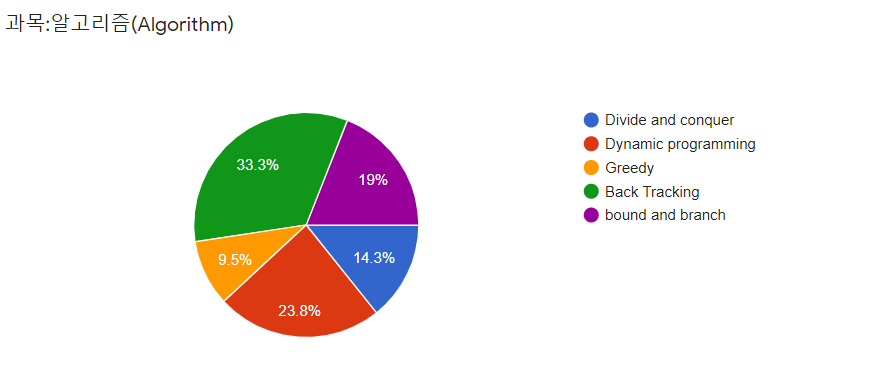 과목:알고리즘(Algorithm)
33.3%
19%
9.5%
14.3%
23.8%
Divide and conquer
Dynamic programming
Greedy
Back Tracking
bound and branch